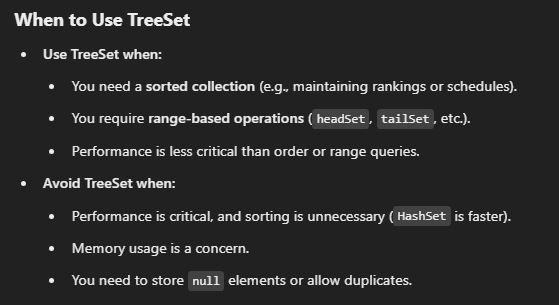 When to Use TreeSet
• Use TreeSet when:
• You need a sorted collection (e.g., maintaining rankings or schedules).
• You require range-based operations (headSet, tailSet, etc.).
• Performance is less critical than order or range queries.
• Avoid TreeSet when:
• Performance is critical, and sorting is unnecessary (HashSet is faster).
• Memory usage is a concern.
• You need to store null elements or allow duplicates.